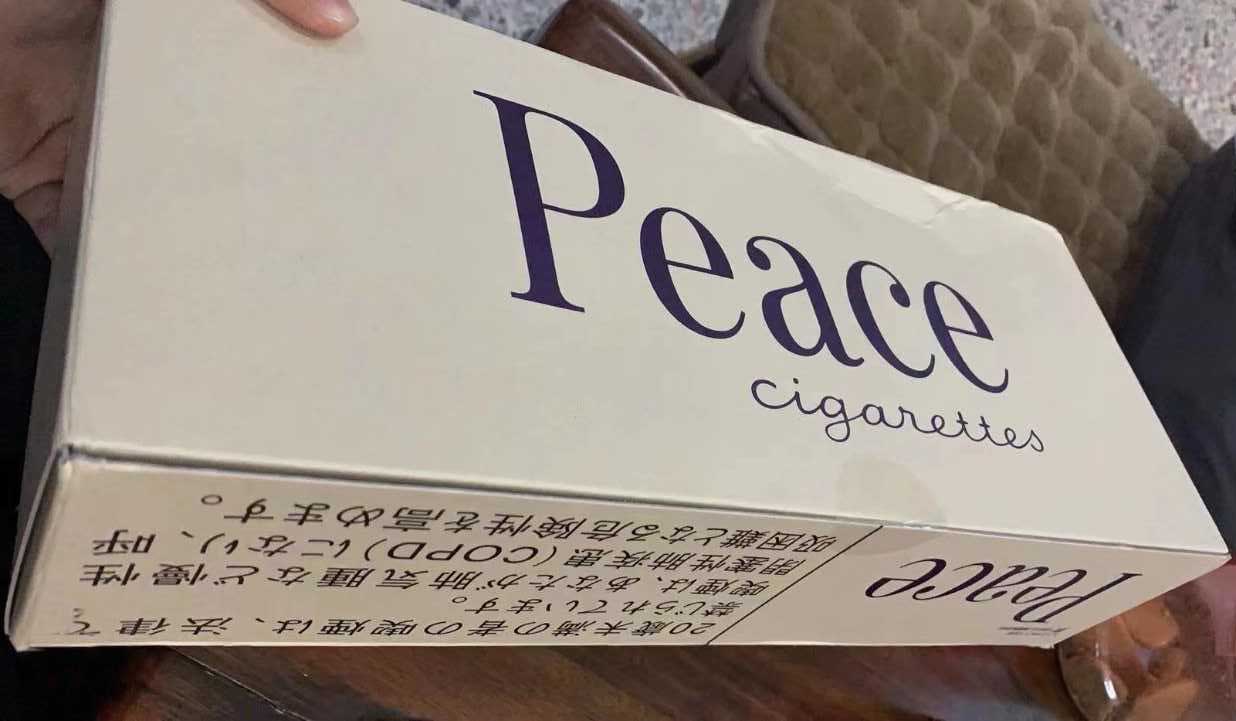 Peace
cigarettes
20歳未満の者の喫煙は、法律で
禁じられています。
喫煙は、あなたが肺気腫など慢性
閉塞性肺疾患(COPD)になり、呼
吸困難となる危険性を高めます。
Peace